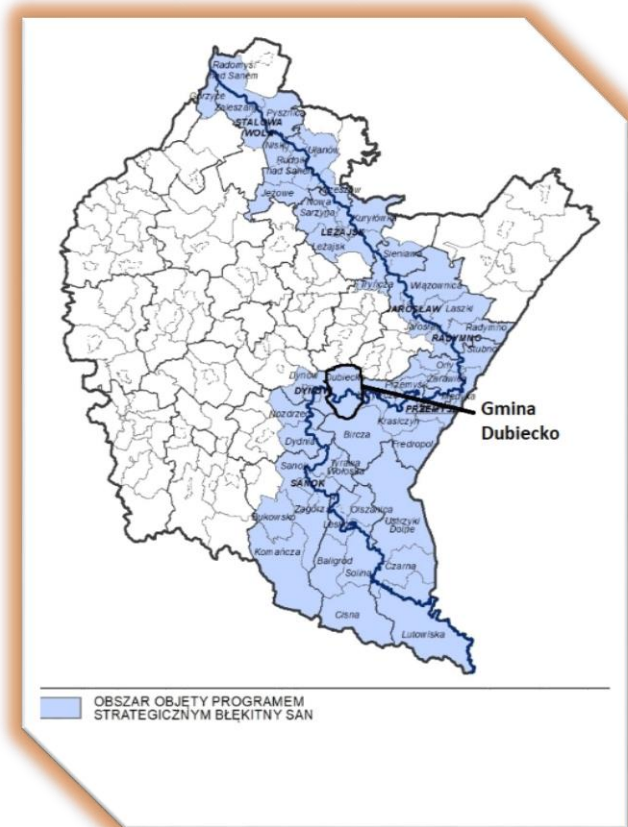 Radomyśl
nad Sanem
Gorzyce
Zaleszany
Pysznica
STALOWA
WOLA
Nisko
Ulanów
Rudnik
nad Sanem
Krzeszów
Jeżowe
Nowa
Sarzyna
Kuryłówka
LEŻAJSK
Leżajsk
Sieniawa
Tryńcza
Wiązownica
JAROSŁAW
Laszki
Jarosław
Radymno
RADYMNO
Stubno
Orły
Dynów
Dubiecko
Żurawica
DYNÓW
Przemyśl
Medyka
PRZEMYŚL
Gmina
Dubiecko
Nozdrzec
Krasiczyn
Bircza
Dydnia
Fredropol
Sanok
Tyrawa
Wołoska
SANOK
Zagórz
Olszanica
Bukowsko
Lesko
Ustrzyki
Dolne
Komańcza
Baligród
Czarna
Solina
Cisna
Lutowiska
OBSZAR OBJĘTY PROGRAMEM
STRATEGICZNYM BŁĘKITNY SAN